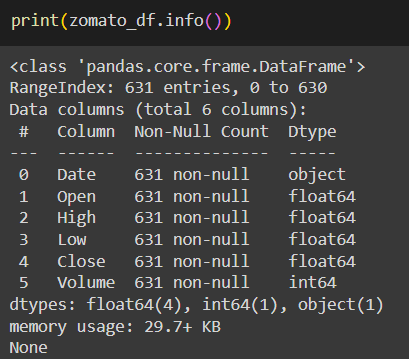 print(zomato_df.info())
<class 'pandas.core.frame.DataFrame'>
RangeIndex: 631 entries, 0 to 630
Data columns (total 6 columns):
 #   Column  Non-Null Count  Dtype
---  ------  --------------  -----
 0   Date    631 non-null    object
 1   Open    631 non-null    float64
 2   High    631 non-null    float64
 3   Low     631 non-null    float64
 4   Close   631 non-null    float64
 5   Volume  631 non-null    int64
dtypes: float64(4), int64(1), object(1)
memory usage: 29.7+ KB
None